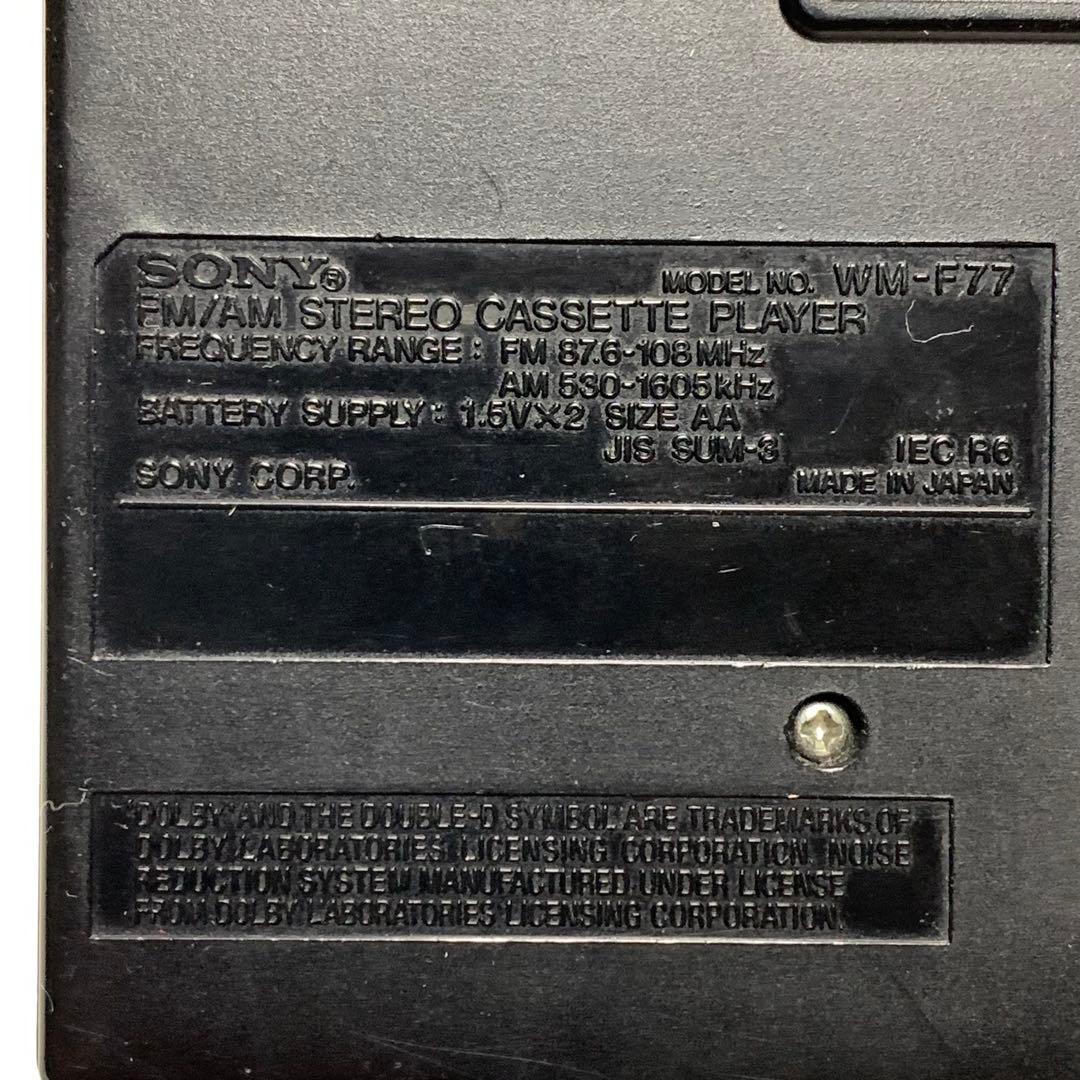 SONY® MODEL NO. WM-F77
FM/AM STEREO CASSETTE PLAYER
FREQUENCY RANGE : FM 87.6-108 MHz
AM 530-1605 kHz
BATTERY SUPPLY : 1.5V×2 SIZE AA
JIS SUM-3 IEC R6
SONY CORP. MADE IN JAPAN
"DOLBY" AND THE DOUBLE-D SYMBOL ARE TRADEMARKS OF
DOLBY LABORATORIES LICENSING CORPORATION. NOISE
REDUCTION SYSTEM MANUFACTURED UNDER LICENSE
FROM DOLBY LABORATORIES LICENSING CORPORATION.